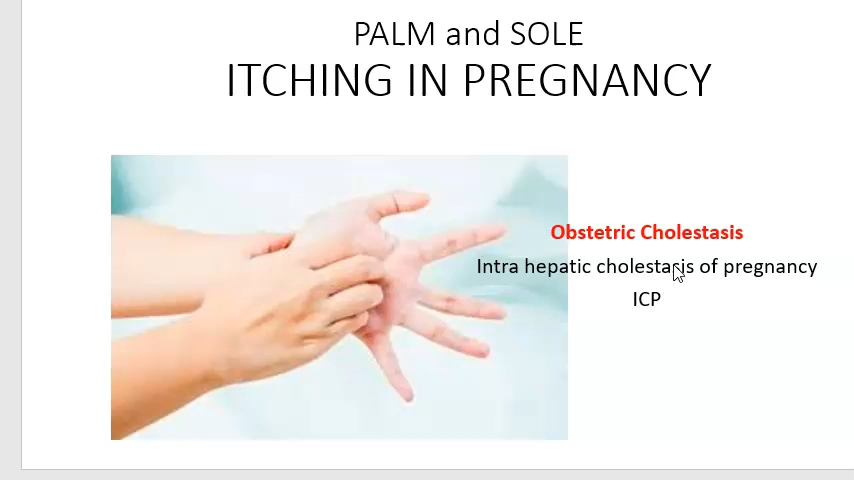 PALM and SOLE
ITCHING IN PREGNANCY
Obstetric Cholestasis
Intra hepatic cholestasis of pregnancy
ICP